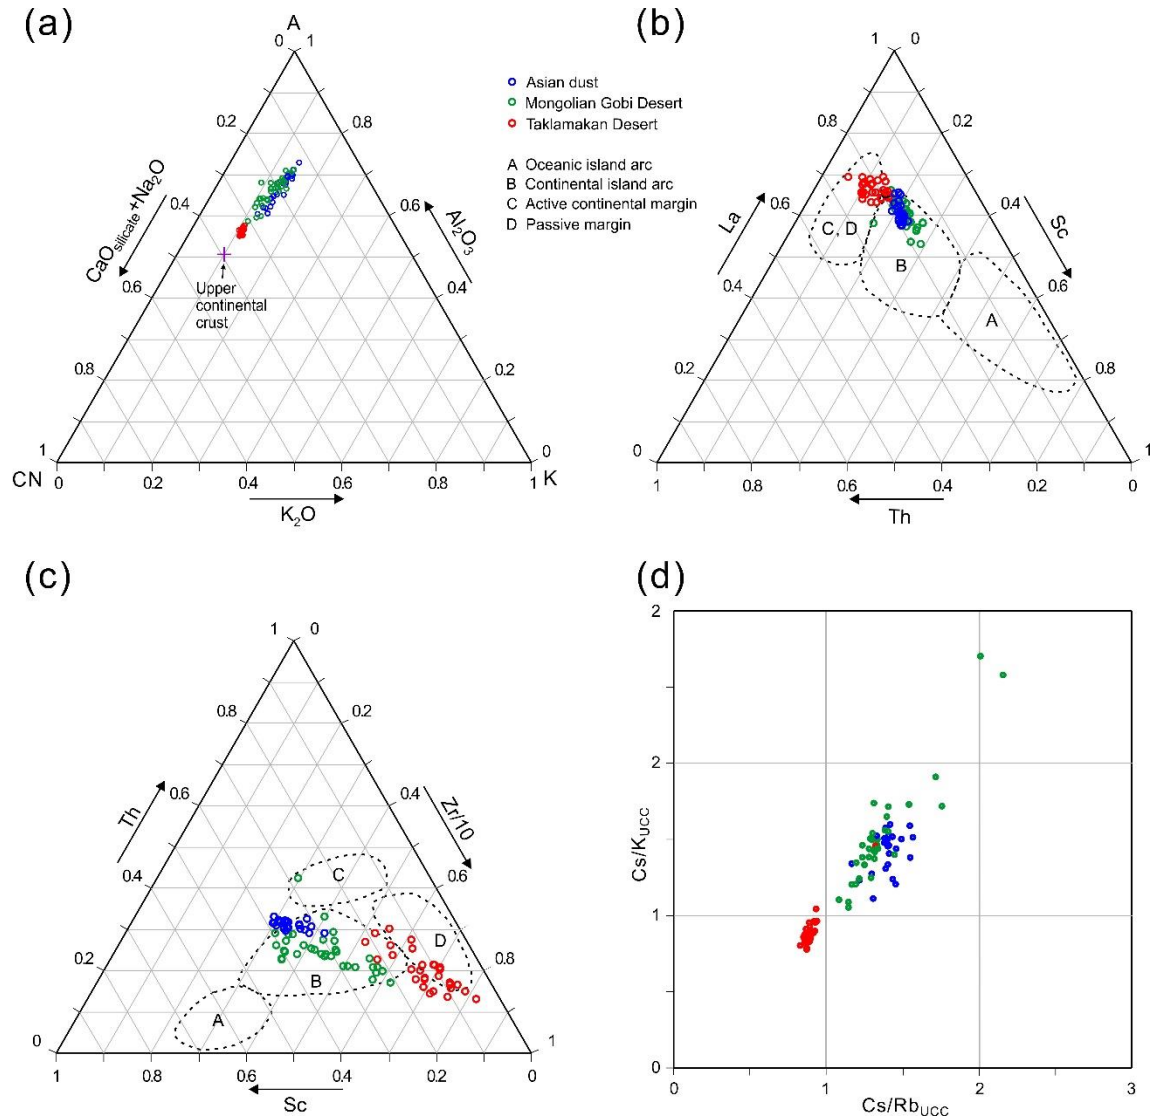 (a)
A
0 1
0.2 0.8
0.4 0.6
0.6 0.4
0.8 0.2
1 0
CaOsilicate+Na2O
Al2O3
Upper
continental
crust
CN K
0 0.2 0.4 0.6 0.8 1
K2O
Asian dust
Mongolian Gobi Desert
Taklamakan Desert
A Oceanic island arc
B Continental island arc
C Active continental margin
D Passive margin
(b)
1 0
0.8 0.2
0.6 0.4
0.4 0.6
0.2 0.8
0 1
La
Sc
C, D
B
A
1 0.8 0.6 0.4 0.2 0
Th
(c)
1 0
0.8 0.2
0.6 0.4
0.4 0.6
0.2 0.8
0 1
Th
Zr/10
C
D
B
A
1 0.8 0.6 0.4 0.2 0
Sc
(d)
2
2
1
0
Cs/KUCC
0 1 2 3
Cs/RbUCC